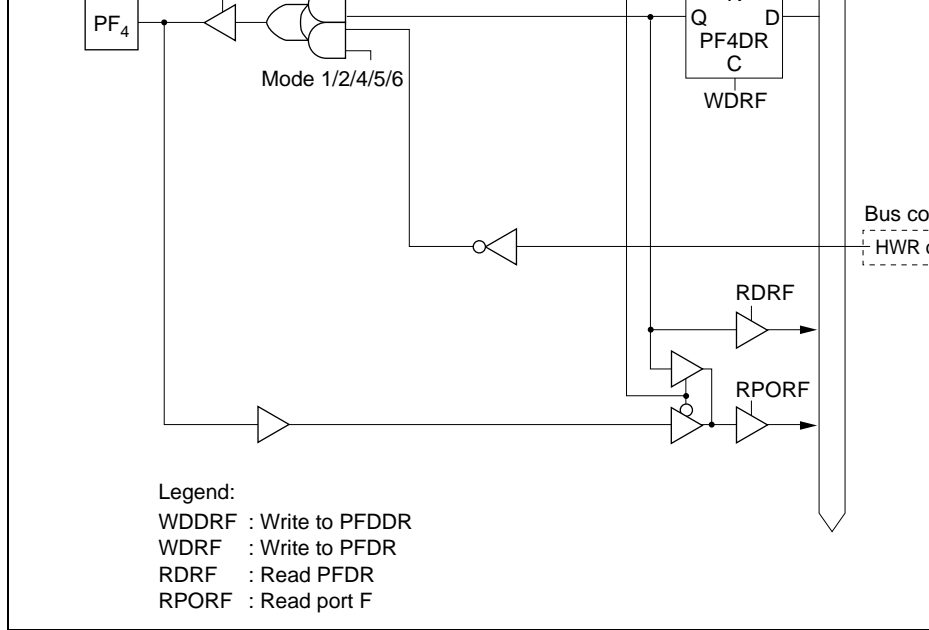 PF4
Q D
PF4DR
C
Mode 1/2/4/5/6
WDRF
Bus co
HWR
RDRF
RPORF
Legend:
WDDRF : Write to PFDDR
WDRF : Write to PFDR
RDRF : Read PFDR
RPORF : Read port F